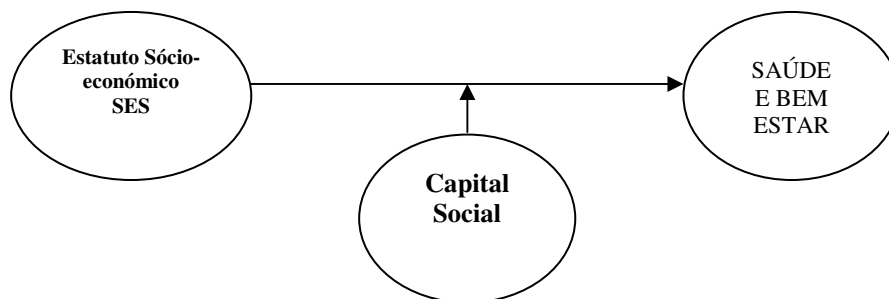 Estatuto Sócio-
económico
SES
SAÚDE
E BEM
ESTAR
Capital
Social